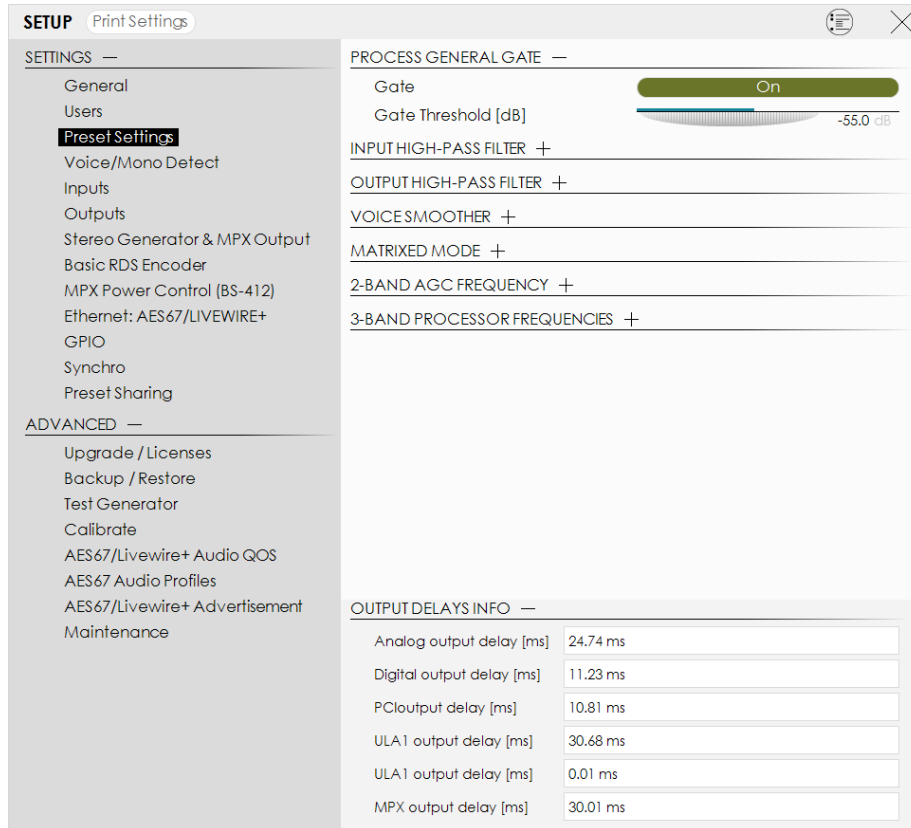 SETUP Print Settings
SETTINGS —
General
Users
Preset Settings
Voice/Mono Detect
Inputs
Outputs
Stereo Generator & MPX Output
Basic RDS Encoder
MPX Power Control (BS-412)
Ethernet: AES67/LIVEWIRE+
GPIO
Synchro
Preset Sharing
ADVANCED —
Upgrade / Licenses
Backup / Restore
Test Generator
Calibrate
AES67/Livewire+ Audio QOS
AES67 Audio Profiles
AES67/Livewire+ Advertisement
Maintenance
PROCESS GENERAL GATE —
Gate On
Gate Threshold [dB] -55.0 dB
INPUT HIGH-PASS FILTER +
OUTPUT HIGH-PASS FILTER +
VOICE SMOOTHER +
MATRIXED MODE +
2-BAND AGC FREQUENCY +
3-BAND PROCESSOR FREQUENCIES +
OUTPUT DELAYS INFO —
Analog output delay [ms] 24.74 ms
Digital output delay [ms] 11.23 ms
PCIoutput delay [ms] 10.81 ms
ULA1 output delay [ms] 30.68 ms
ULA1 output delay [ms] 0.01 ms
MPX output delay [ms] 30.01 ms